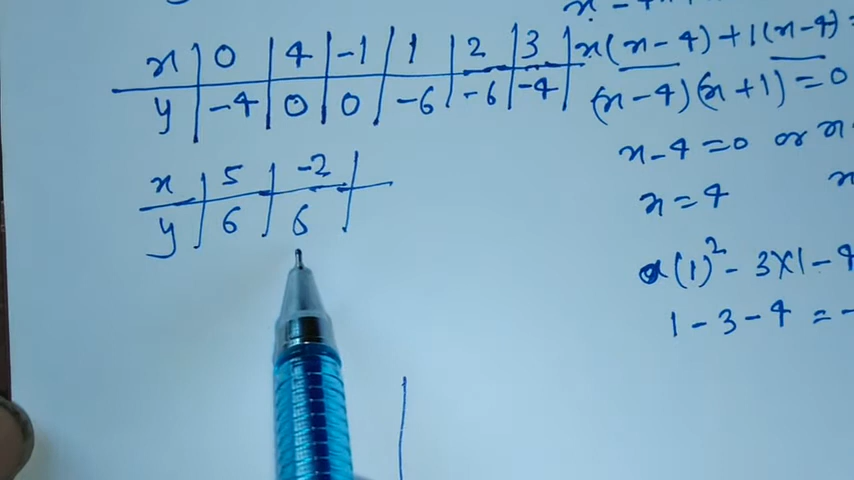 x | 0 | 4 | -1 | 1 | 2 | 3 |
y | -4 | 0 | 0 | -6 | -6 | -4 |
x | 5 | -2 |
y | 6 | 6 |
x(x-4)+1(x-4)=
(x-4)(x+1)=0
x-4=0 or x
x=4 x
(1)²-3×1-4
1-3-4=-